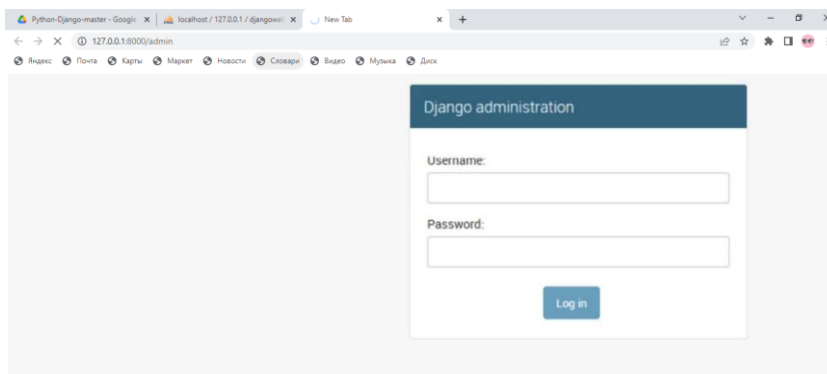 Python-Django-master - Google
localhost / 127.0.0.1 / djangowe
New Tab
127.0.0.1:8000/admin
Яндекс Почта Карты Маркет Новости Словари Видео Музыка Диск
Django administration
Username:
Password:
Log in